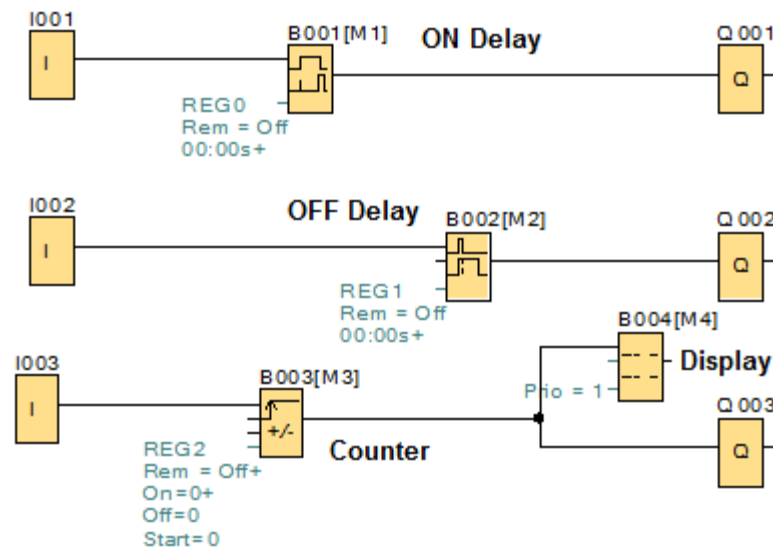 I001
B001[M1]
ON Delay
Q001
I
Q
REG0
Rem = Off
00:00s+
I002
OFF Delay
B002[M2]
Q002
I
Q
REG1
Rem = Off
00:00s+
B004[M4]
I003
B003[M3]
Display
Prio = 1
Q003
I
+/-
REG2
Counter
Q
Rem = Off+
On=0+
Off=0
Start=0